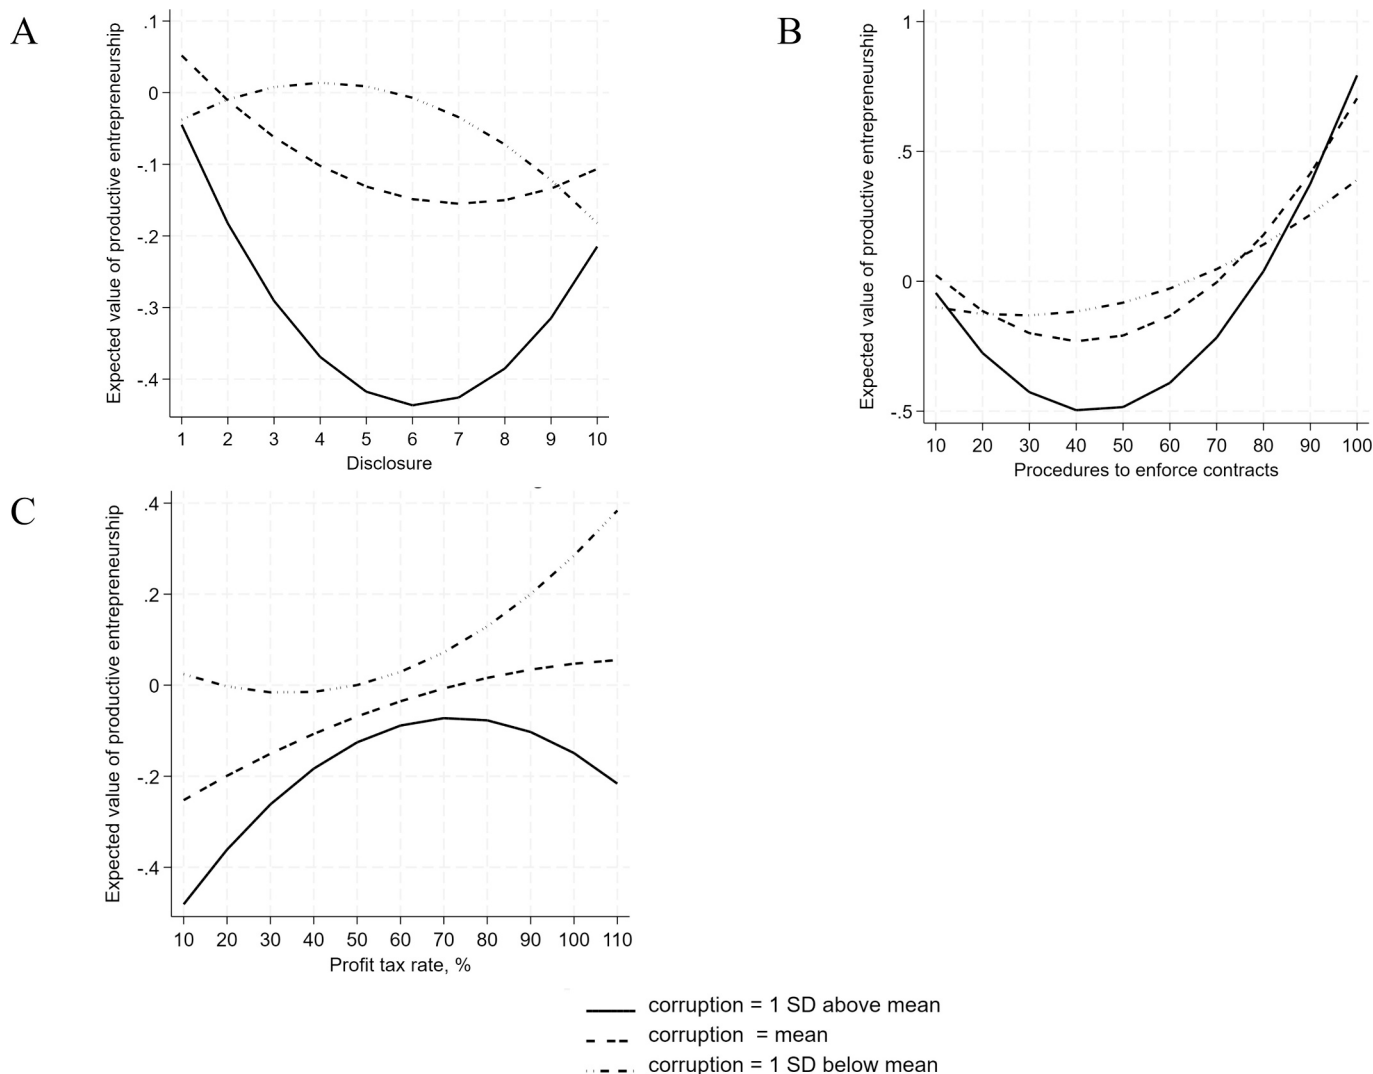 A
Expected value of productive entrepreneurship
.1
0
-.1
-.2
-.3
-.4
1 2 3 4 5 6 7 8 9 10
Disclosure
B
Expected value of productive entrepreneurship
1
.5
0
-.5
10 20 30 40 50 60 70 80 90 100
Procedures to enforce contracts
C
Expected value of productive entrepreneurship
.4
.2
0
-.2
-.4
10 20 30 40 50 60 70 80 90 100 110
Profit tax rate, %
corruption = 1 SD above mean
corruption = mean
corruption = 1 SD below mean